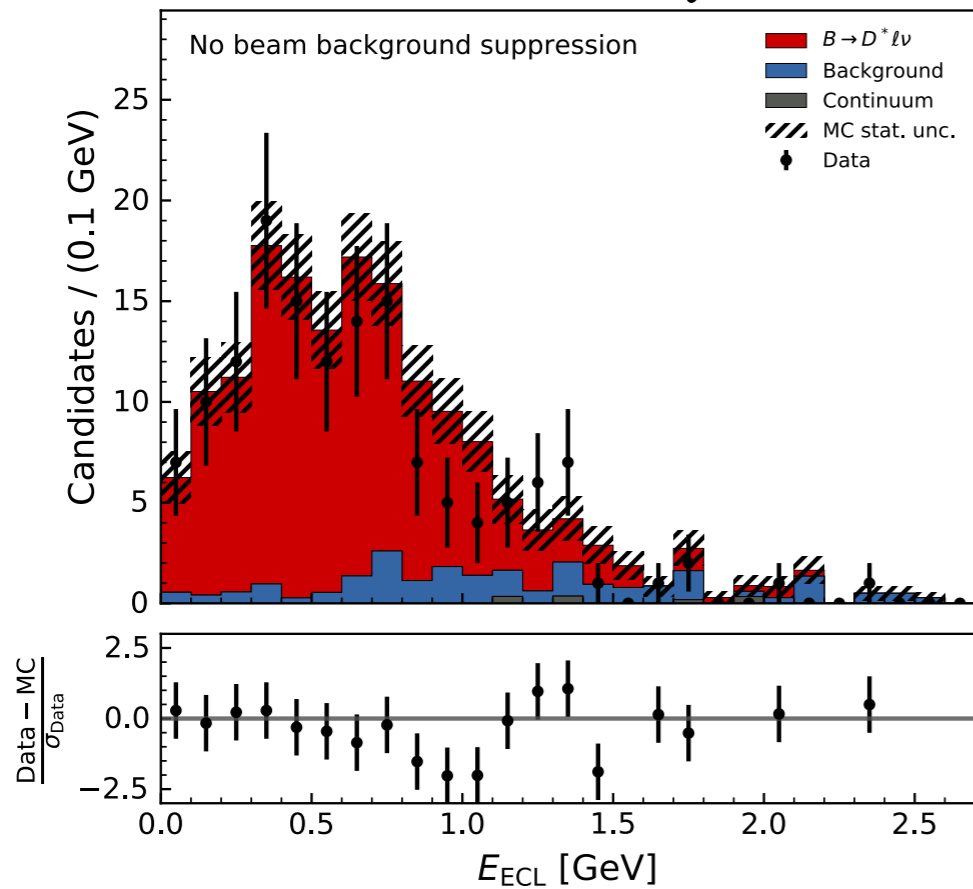 No beam background suppression
B → D* ℓν
Background
Continuum
MC stat. unc.
Data
Candidates / (0.1 GeV)
25
20
15
10
5
0
Data − MC
σData
2.5
0.0
−2.5
0.0 0.5 1.0 1.5 2.0 2.5
EECL [GeV]